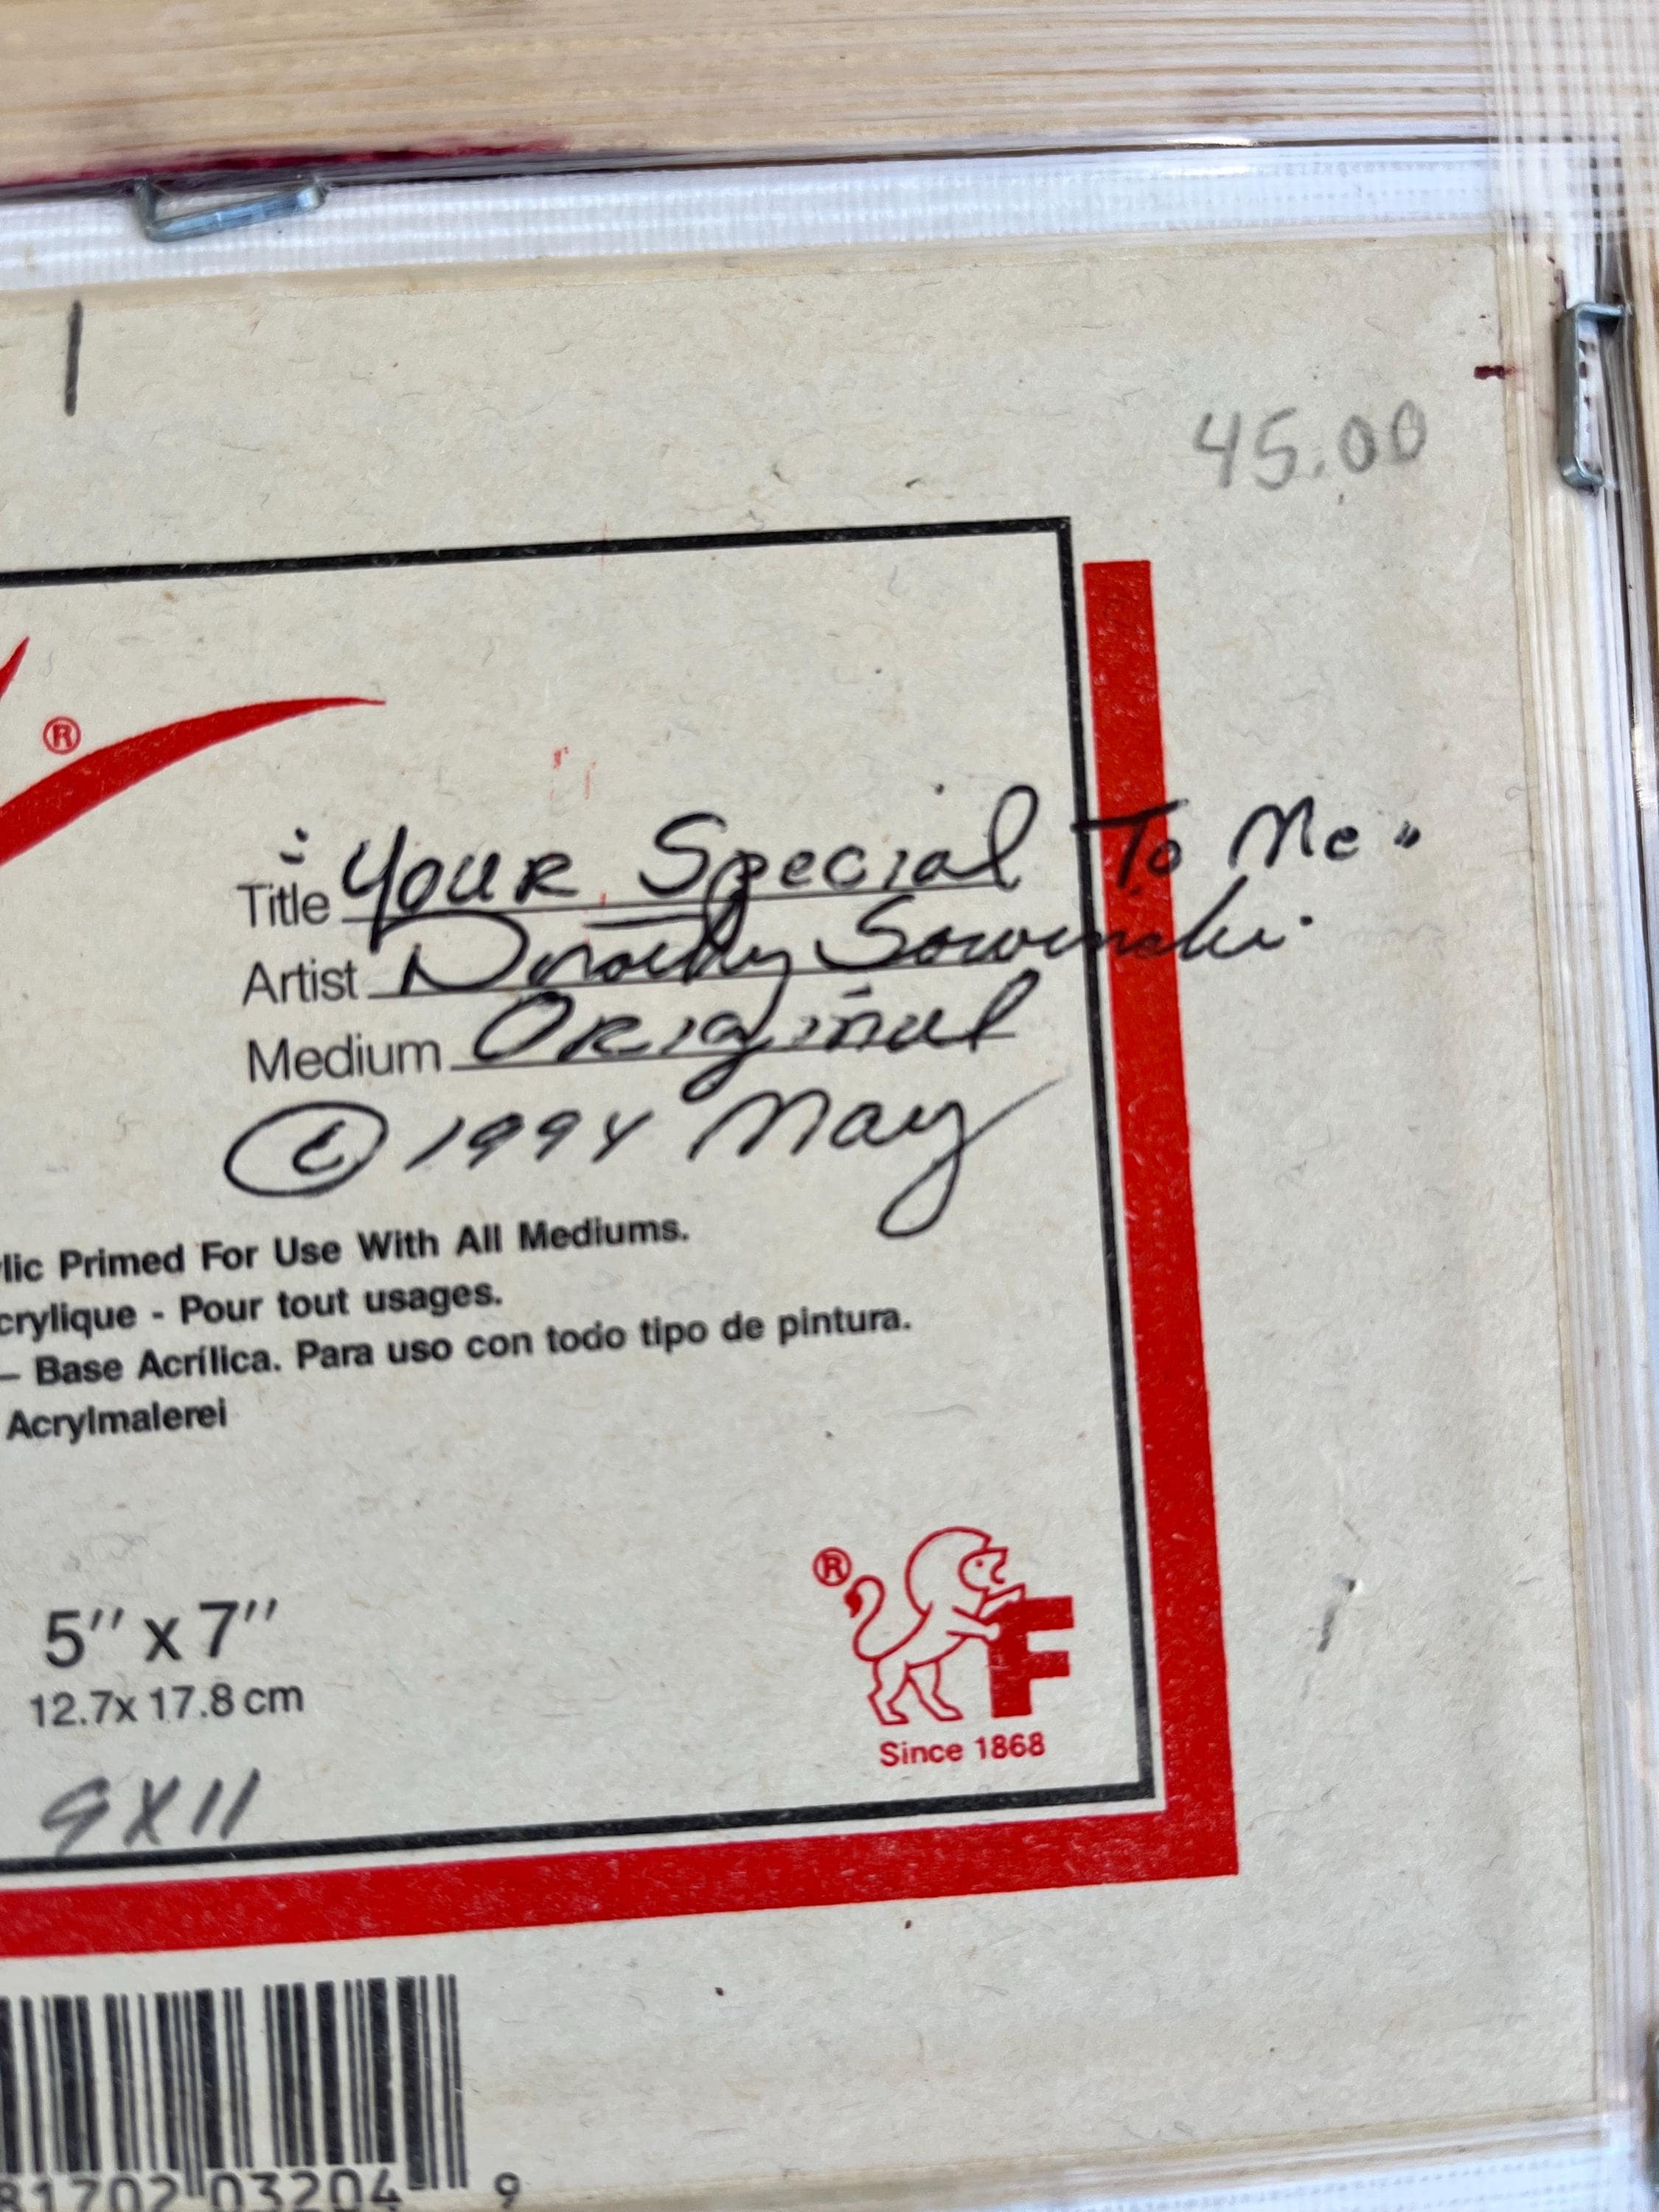 45.00
®
Title "Your Special To Me"
Artist Dorothy Sowinski
Medium Original
© 1994 May
lic Primed For Use With All Mediums.
crylique - Pour tout usages.
– Base Acrílica. Para uso con todo tipo de pintura.
Acrylmalerei
5" x 7"
12.7x 17.8 cm
®
F
Since 1868
9X11
81702 03204 9